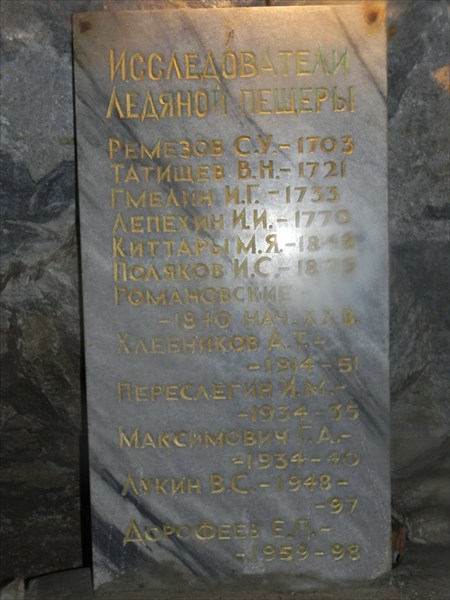 Исследователи
Ледяной пещеры
Ремезов С.У.-1703
Татищев В.Н.-1721
Гмелин И.Г.-1733
Лепехин И.И.-1770
Киттары М.Я.-1848
Поляков И.С.-
Романовские -
-1840 нач. XX в.
Хлебников А.Т.-
-1914-51
Переслегин И.М.-
-1934-35
Максимович Г.А.-
-1934-40
Лукин В.С.-1948-
-97
Дорофеев Е.П.-
-1959-98